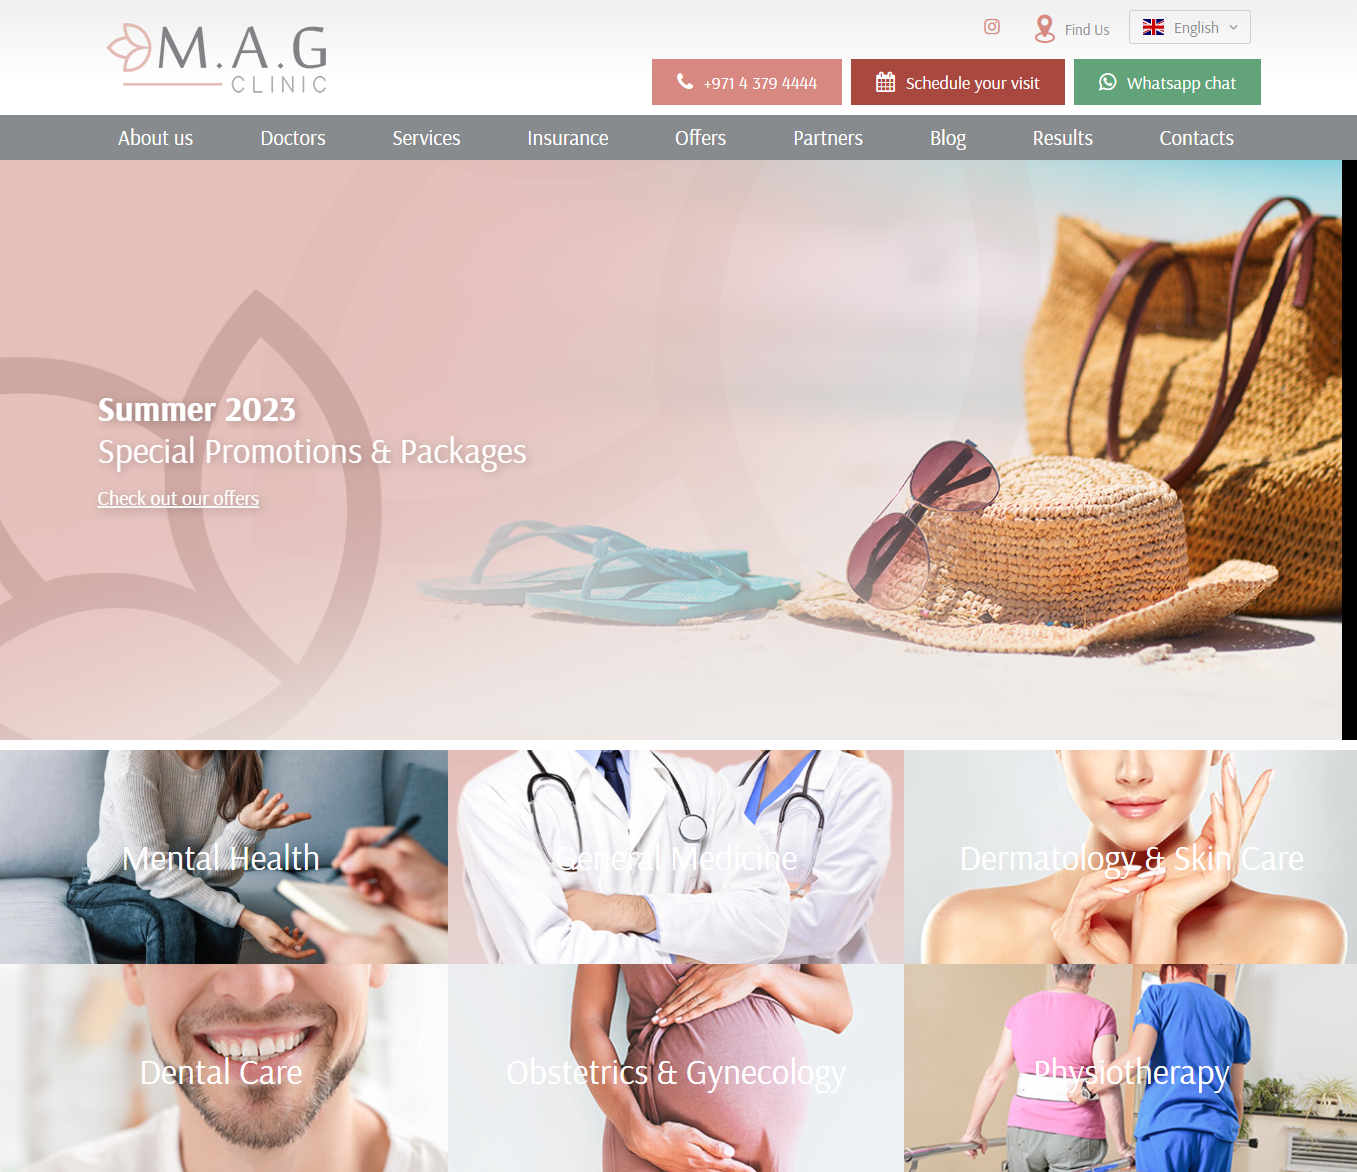 M.A.G
CLINIC
Find Us
English
+971 4 379 4444
Schedule your visit
Whatsapp chat
About us
Doctors
Services
Insurance
Offers
Partners
Blog
Results
Contacts
Summer 2023
Special Promotions & Packages
Check out our offers
Mental Health
General Medicine
Dermatology & Skin Care
Dental Care
Obstetrics & Gynecology
Physiotherapy